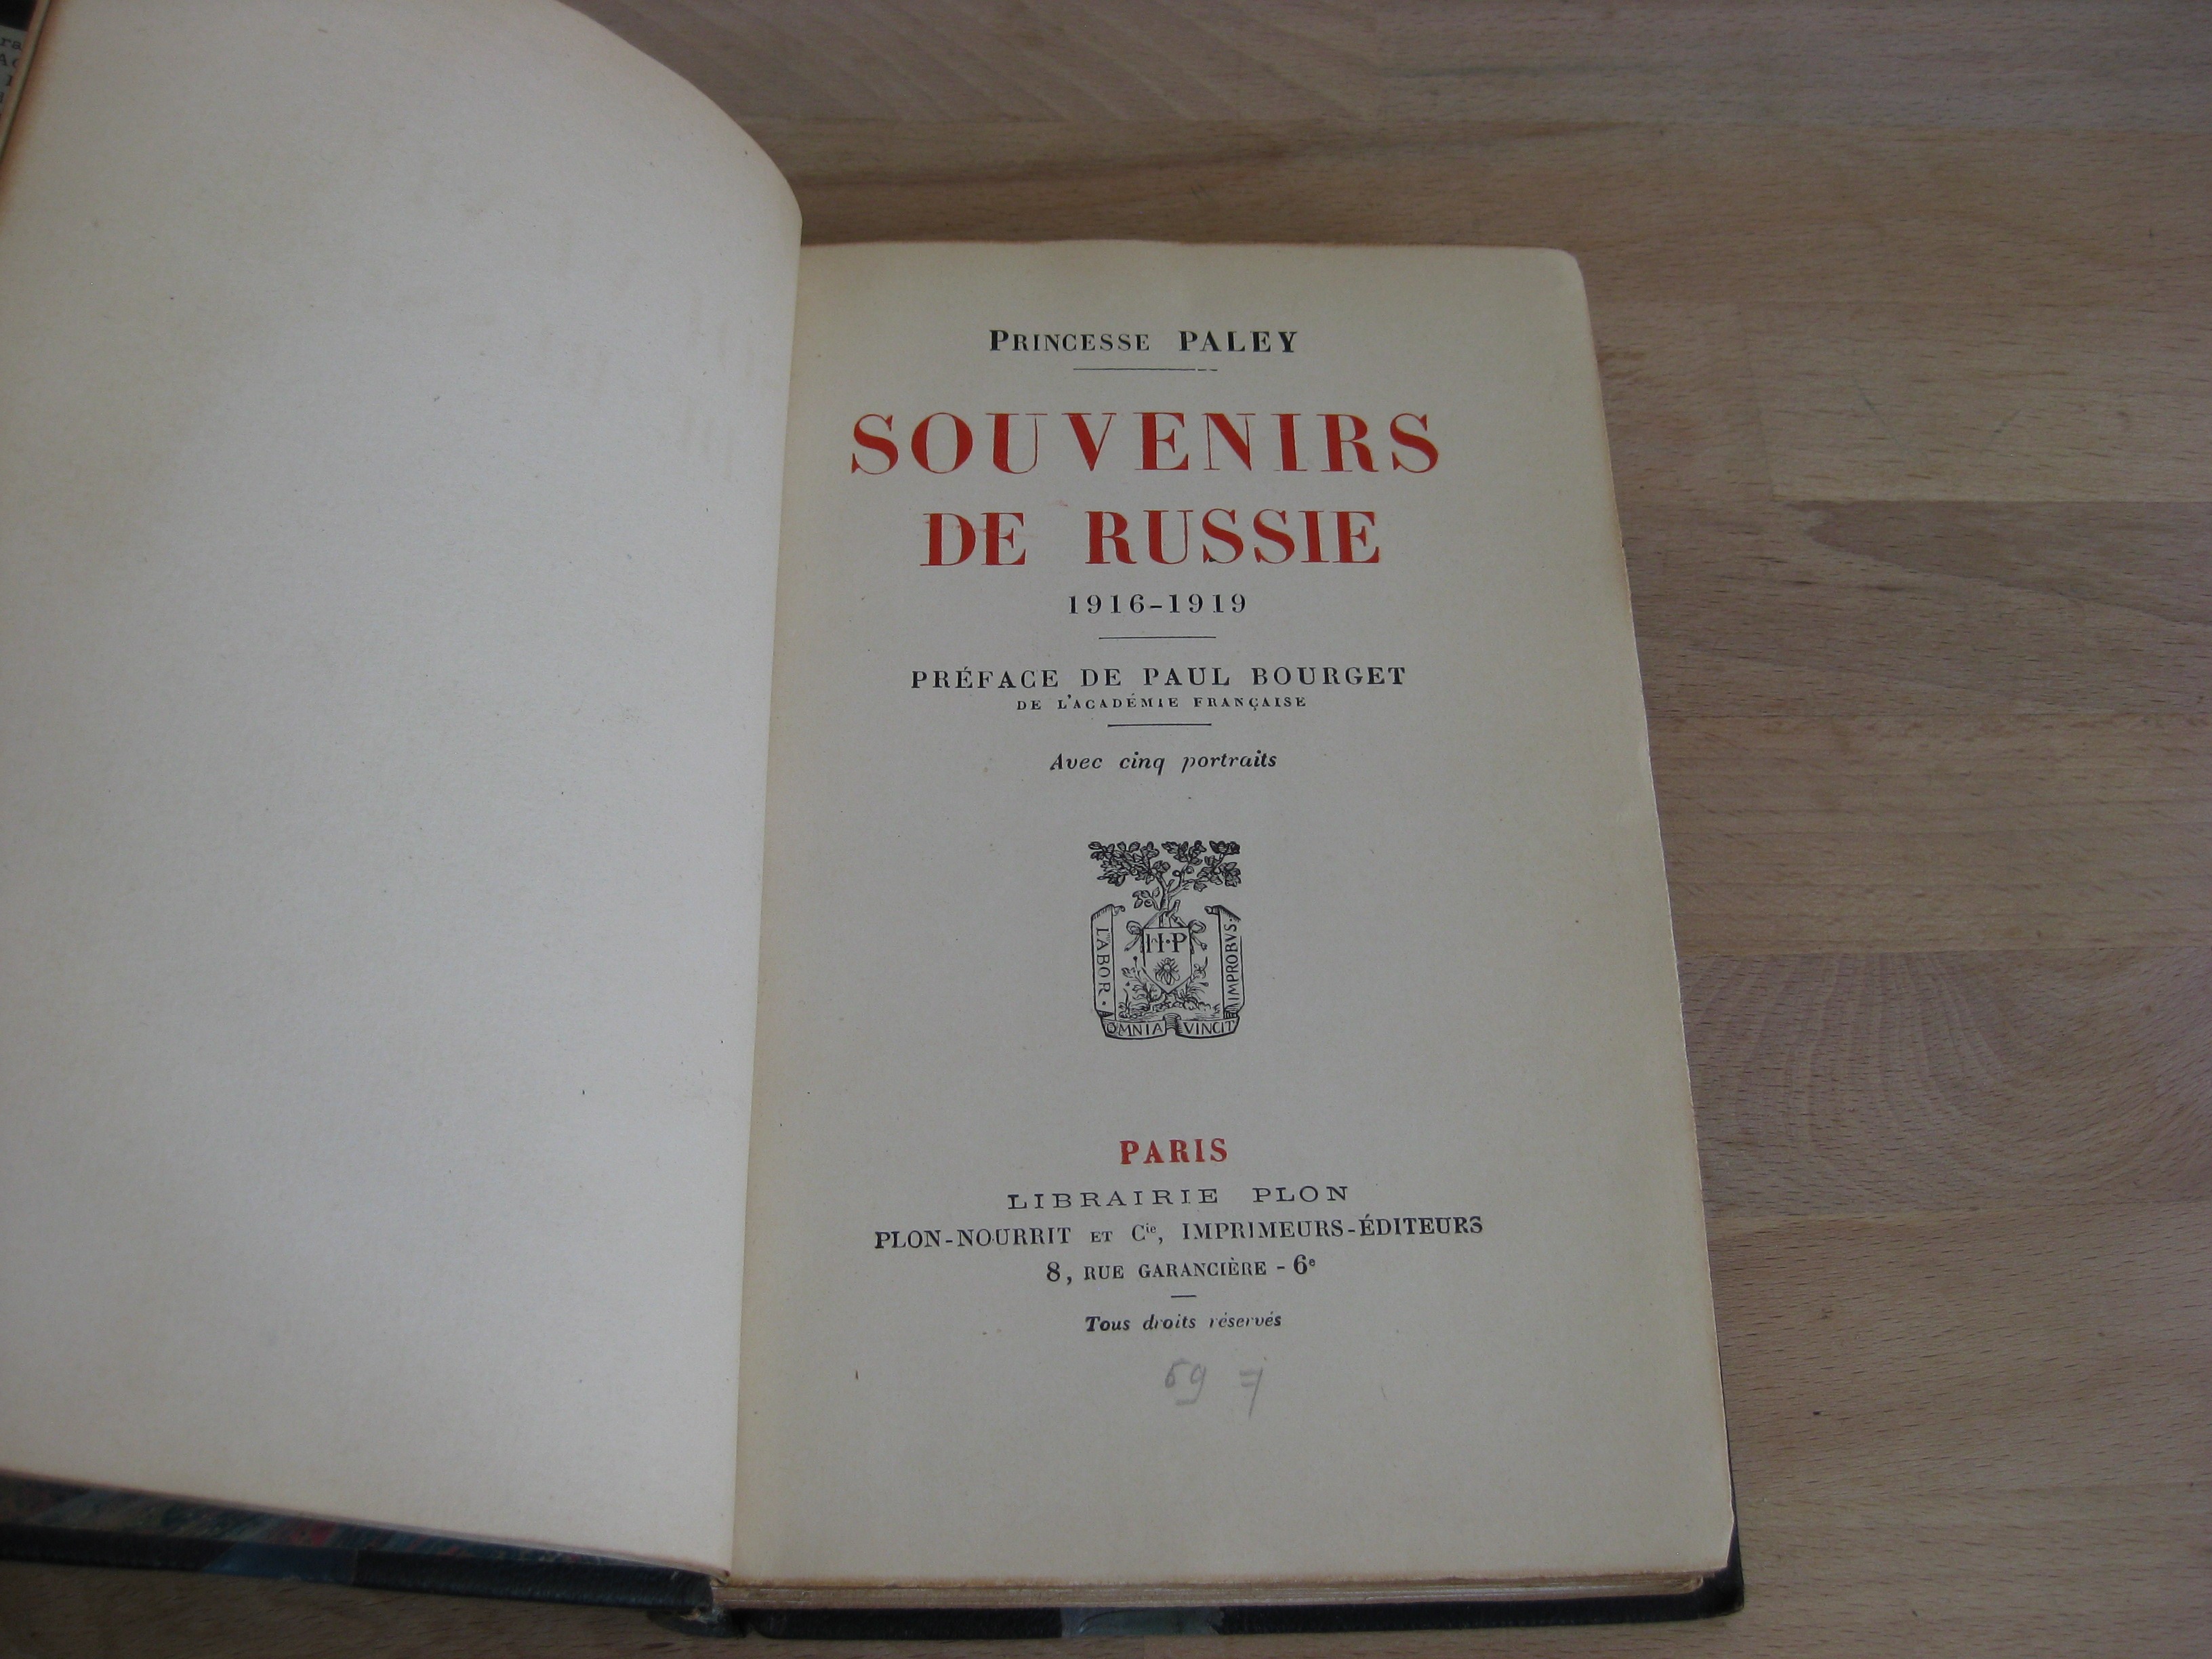 PRINCESSE PALEY
SOUVENIRS
DE RUSSIE
1916-1919
PRÉFACE DE PAUL BOURGET
DE L'ACADÉMIE FRANÇAISE
Avec cinq portraits
H·P
LABOR·
IMPROBVS·
OMNIA VINCIT
PARIS
LIBRAIRIE PLON
PLON-NOURRIT ET Cie, IMPRIMEURS-ÉDITEURS
8, RUE GARANCIÈRE - 6e
Tous droits réservés